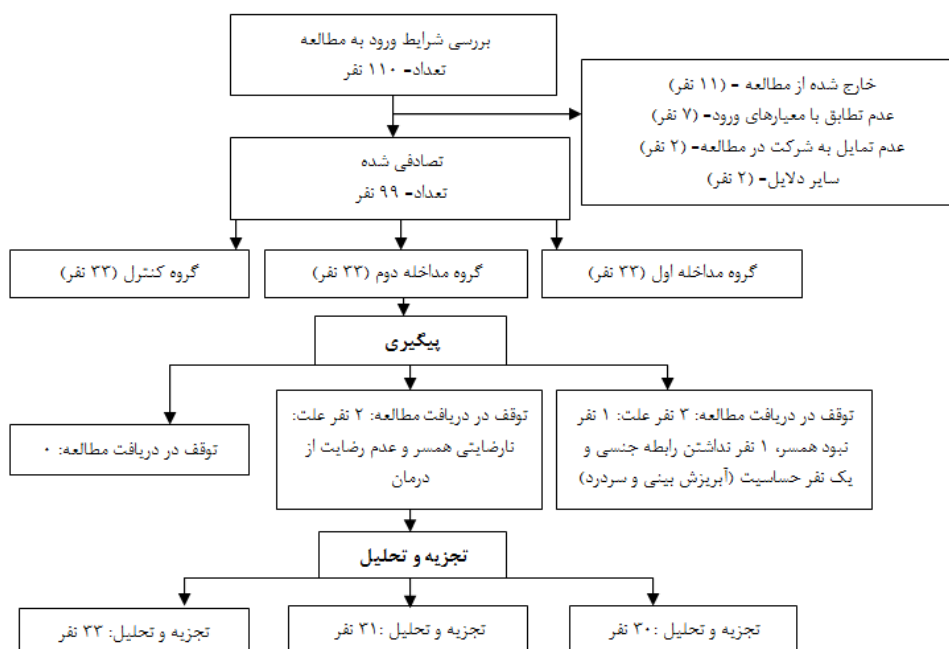 بررسی شرایط ورود به مطالعه
تعداد- ۱۱۰ نفر
خارج شده از مطالعه - (۱۱ نفر)
عدم تطابق با معیارهای ورود- (۷ نفر)
عدم تمایل به شرکت در مطالعه- (۲ نفر)
سایر دلایل- (۲ نفر)
تصادفی شده
تعداد- ۹۹ نفر
گروه مداخله اول (۳۳ نفر)
گروه مداخله دوم (۳۳ نفر)
گروه کنترل (۳۳ نفر)
پیگیری
توقف در دریافت مطالعه: ۳ نفر علت: ۱ نفر
نبود همسر، ۱ نفر نداشتن رابطه جنسی و
یک نفر حساسیت (آبریزش بینی و سردرد)
توقف در دریافت مطالعه: ۲ نفر علت:
نارضایتی همسر و عدم رضایت از
درمان
توقف در دریافت مطالعه: ۰
تجزیه و تحلیل
تجزیه و تحلیل :۳۰ نفر
تجزیه و تحلیل :۳۱ نفر
تجزیه و تحلیل: ۳۳ نفر